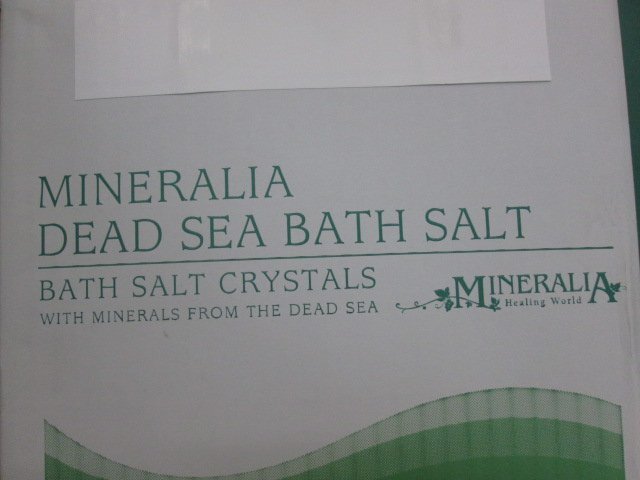 MINERALIA
DEAD SEA BATH SALT
BATH SALT CRYSTALS
WITH MINERALS FROM THE DEAD SEA
MINERALIA
Healing World